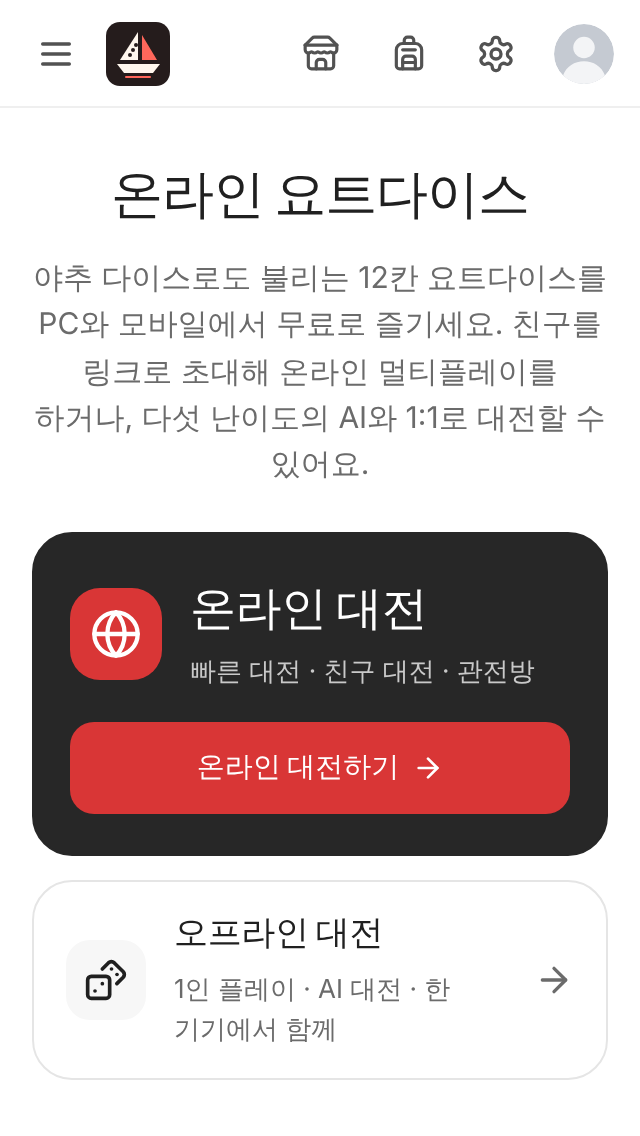 온라인 요트다이스
야추 다이스로도 불리는 12칸 요트다이스를
PC와 모바일에서 무료로 즐기세요. 친구를
링크로 초대해 온라인 멀티플레이를
하거나, 다섯 난이도의 AI와 1:1로 대전할 수
있어요.
온라인 대전
빠른 대전 · 친구 대전 · 관전방
온라인 대전하기 →
오프라인 대전
1인 플레이 · AI 대전 · 한
기기에서 함께